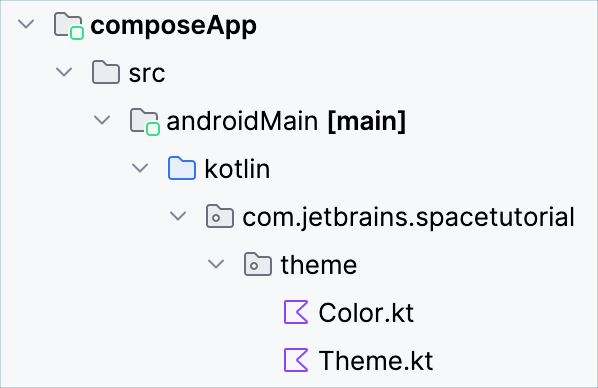 composeApp
src
androidMain [main]
kotlin
com.jetbrains.spacetutorial
theme
Color.kt
Theme.kt